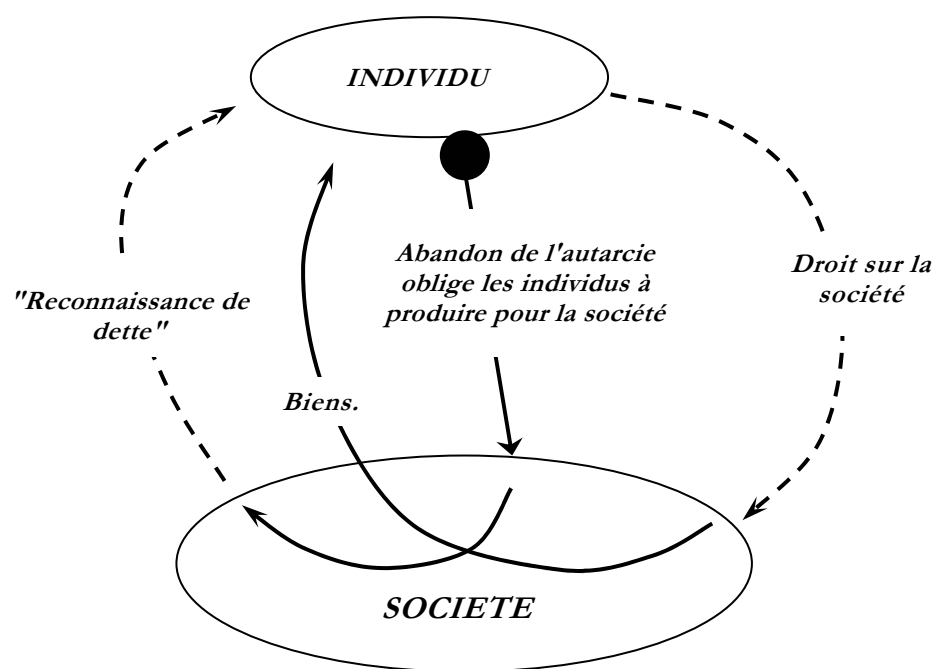 INDIVIDU
Abandon de l'autarcie
oblige les individus à
produire pour la société
Droit sur la
société
"Reconnaissance de
dette"
Biens.
SOCIETE